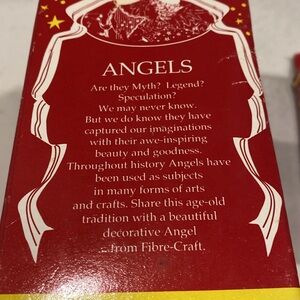 ANGELS
Are they Myth? Legend?
Speculation?
We may never know.
But we do know they have
captured our imaginations
with their awe-inspiring
beauty and goodness.
Throughout history Angels have
been used as subjects
in many forms of arts
and crafts. Share this age-old
tradition with a beautiful
decorative Angel
...from Fibre-Craft.